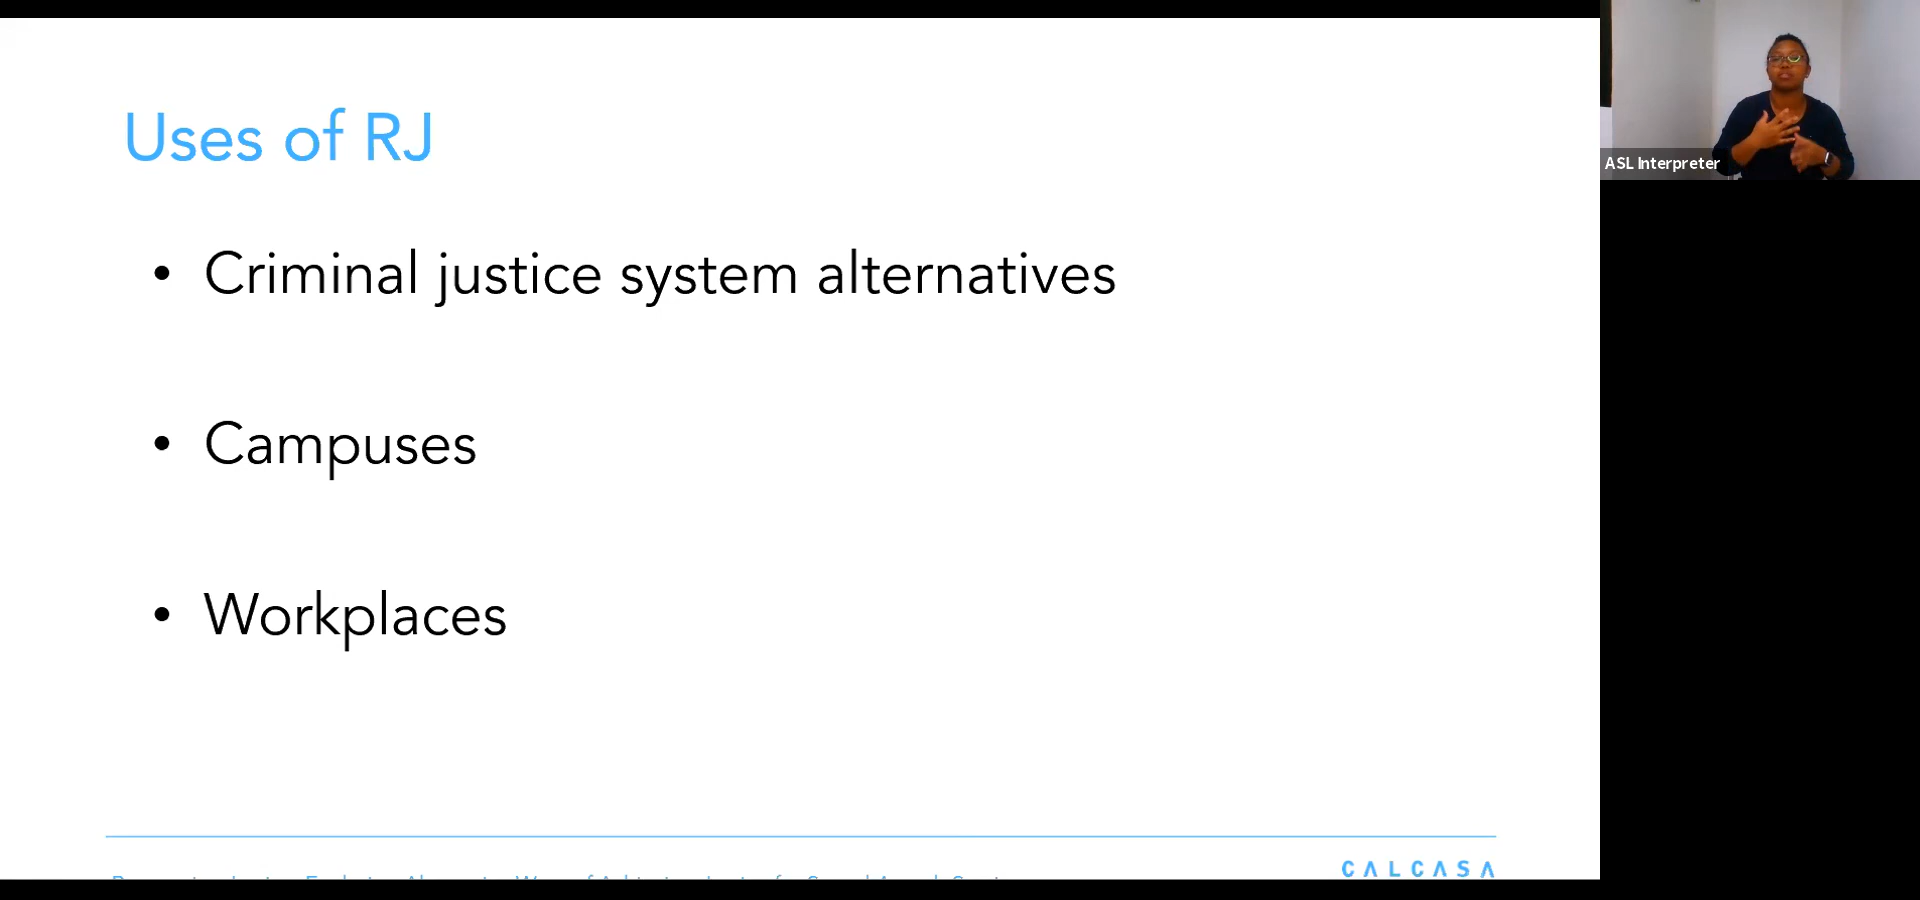 Uses of RJ
• Criminal justice system alternatives
• Campuses
• Workplaces
CALCASA
ASL Interpreter